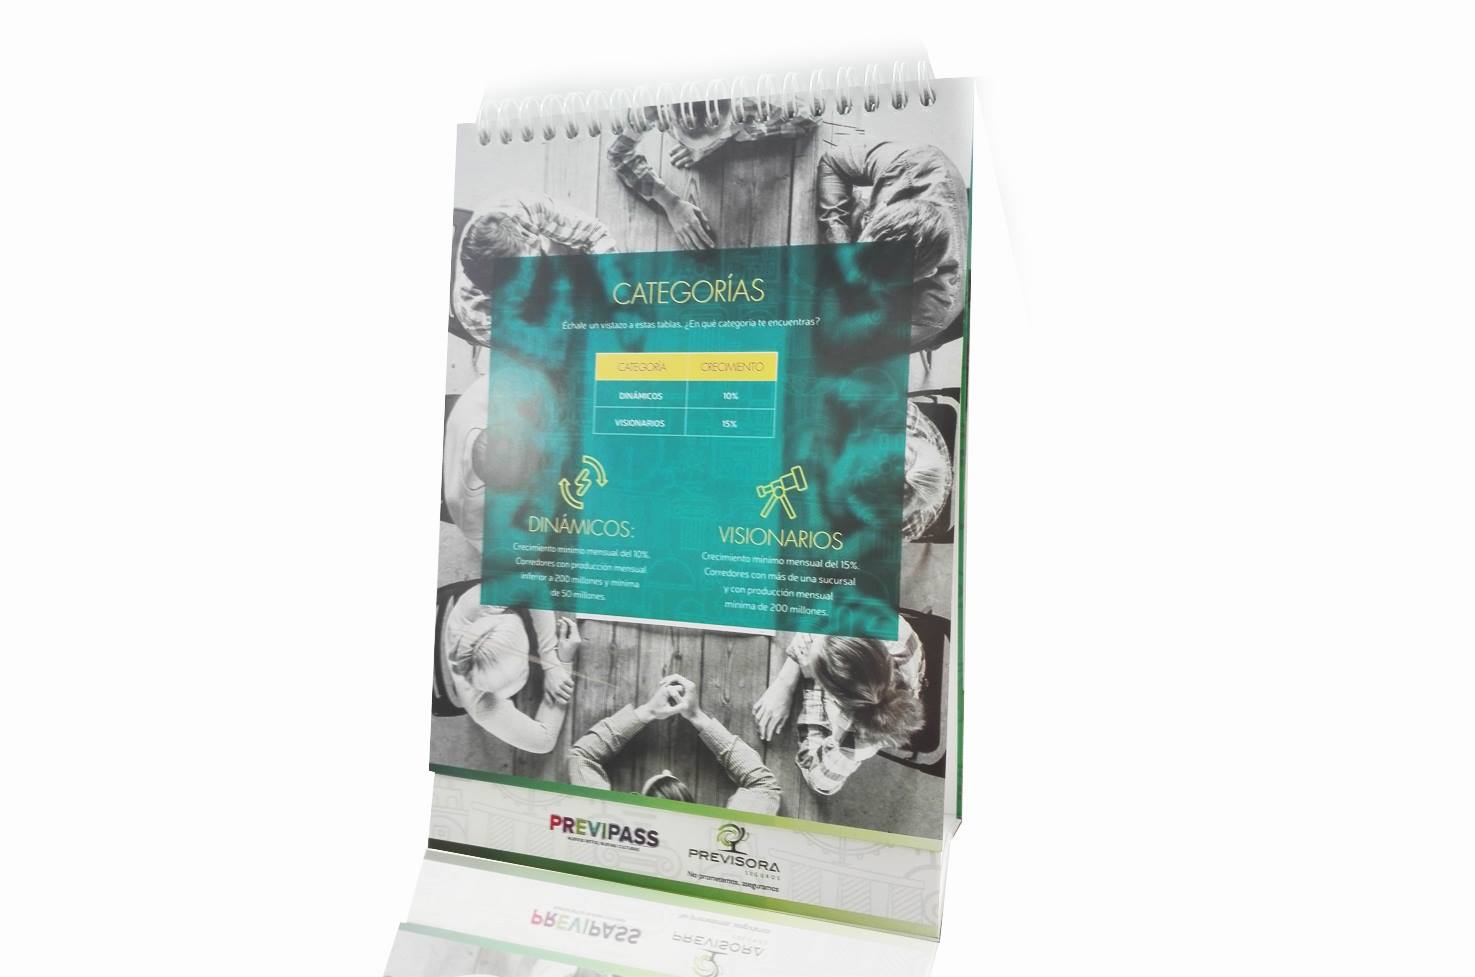 CATEGORÍAS
Échale un vistazo a estas tablas. ¿En qué categoría te encuentras?
CATEGORÍA CRECIMIENTO
DINÁMICOS 10%
VISIONARIOS 15%
DINÁMICOS:
Crecimiento mínimo mensual del 10%.
Corredores con producción mensual
inferior a 200 millones y mínima
de 50 millones.
VISIONARIOS
Crecimiento mínimo mensual del 15%.
Corredores con más de una sucursal
y con producción mensual
mínima de 200 millones.
PREVIPASS
PREVISORA
SEGUROS
No prometemos, aseguramos